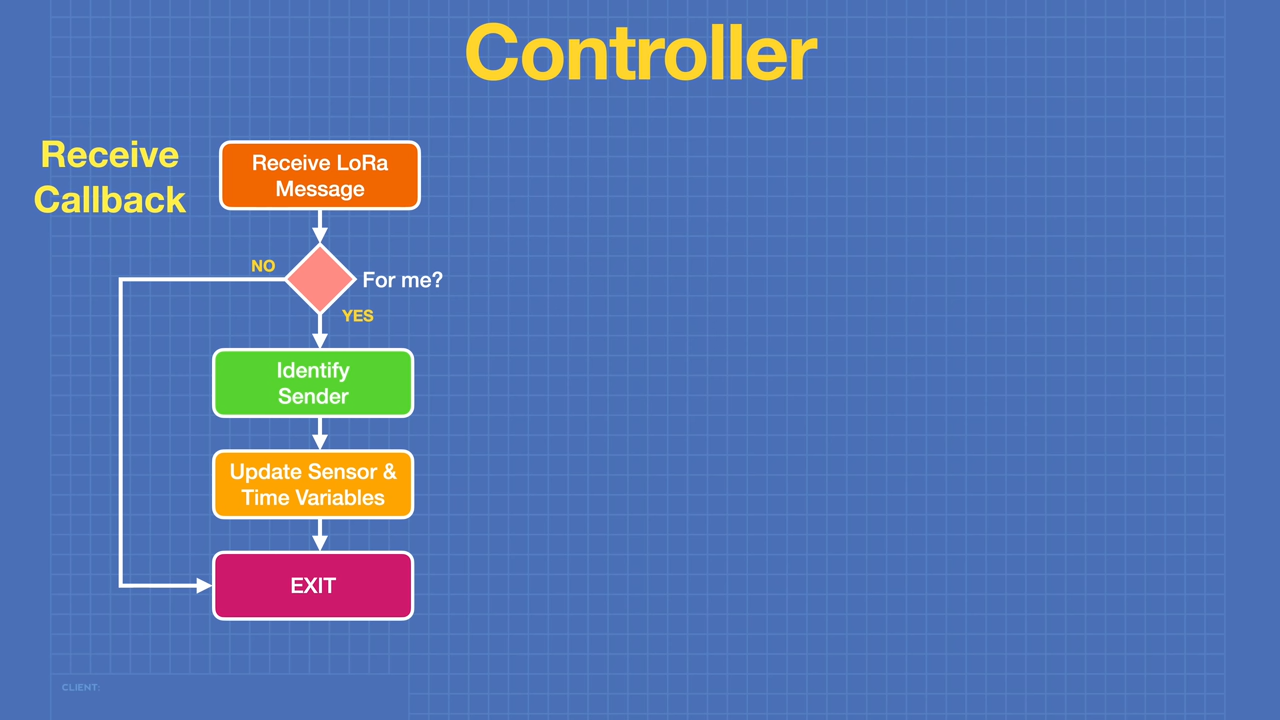 Controller
Receive
Callback
Receive LoRa
Message
NO
For me?
YES
Identify
Sender
Update Sensor &
Time Variables
EXIT
CLIENT: